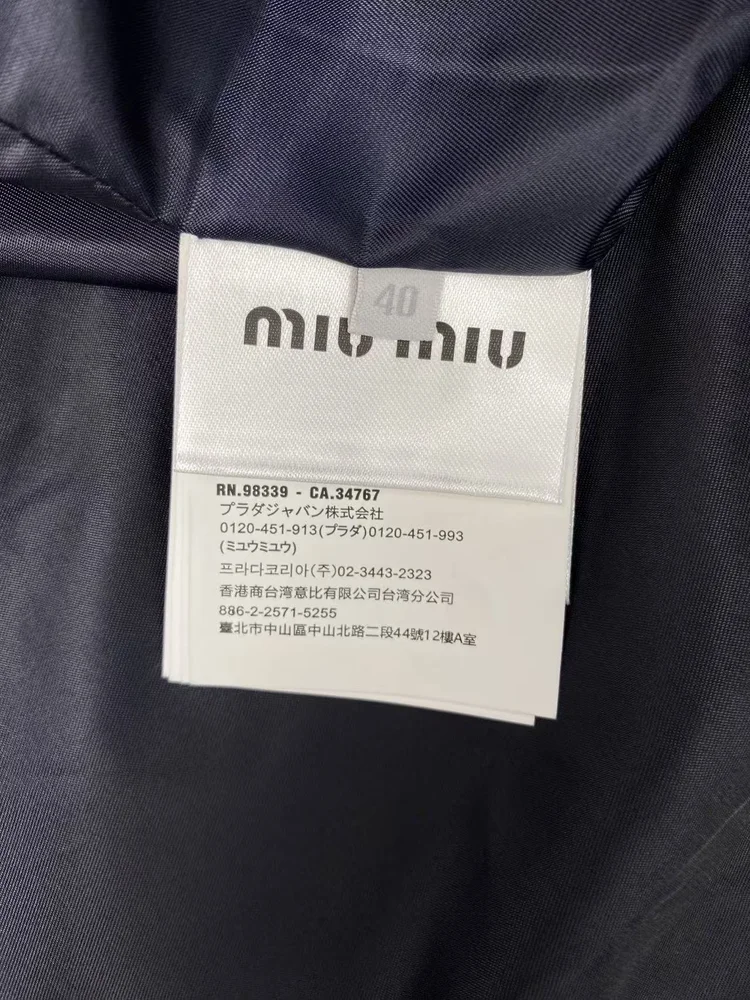 40
miu miu
RN.98339 - CA.34767
プラダジャパン株式会社
0120-451-913(プラダ)0120-451-993
(ミユウミユウ)
프라다코리아(주)02-3443-2323
香港商台湾意比有限公司台湾分公司
886-2-2571-5255
臺北市中山區中山北路二段44號12樓A室